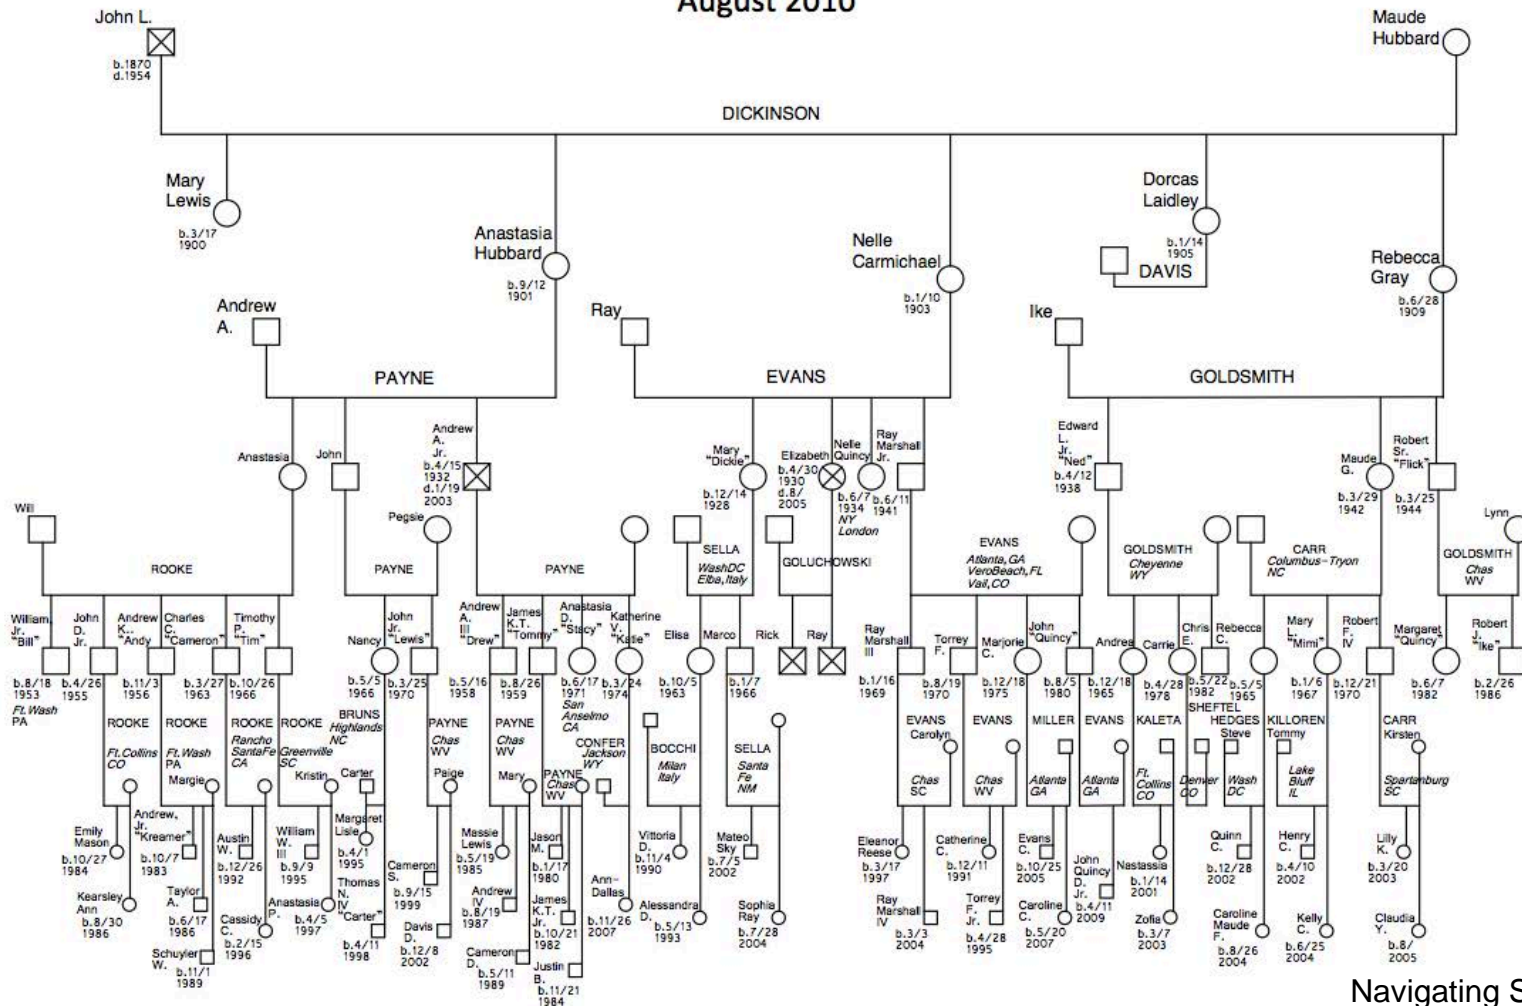 August 2010
John L.
b.1870
d.1954
Maude
Hubbard
DICKINSON
Mary
Lewis
b.3/17
1900
Anastasia
Hubbard
b.9/12
1901
Nelle
Carmichael
b.1/10
1903
Dorcas
Laidley
b.1/14
1905
DAVIS
Rebecca
Gray
b.6/28
1909
Andrew
A.
Ray
Ike
PAYNE
EVANS
GOLDSMITH
Anastasia
John
Andrew
A.
Jr.
b.4/15
1932
d.1/19
2003
Mary
"Dickie"
b.12/14
1928
Elizabeth
b.4/30
1930
d.8/
2005
Nelle
Quincy
b.6/7
1934
NY
London
Ray
Marshall
Jr.
b.6/11
1941
Edward
L.
Jr.
"Ned"
b.4/12
1938
Maude
G.
b.3/29
1942
Robert
Sr.
"Flick"
b.3/25
1944
Will
Pegsie
Lynn
ROOKE
PAYNE
PAYNE
SELLA
WashDC
Elba,Italy
GOLUCHOWSKI
EVANS
Atlanta,GA
VeroBeach,FL
Vail,CO
GOLDSMITH
Cheyenne
WY
CARR
Columbus-Tryon
NC
GOLDSMITH
Chas
WV
William,
Jr.
"Bill"
b.8/18
1953
Ft.Wash
PA
John
D.
Jr.
b.4/26
1955
Andrew
K..
"Andy
b.11/3
1956
Charles
C.
"Cameron"
b.3/27
1963
Timothy
P.
"Tim"
b.10/26
1966
Nancy
b.5/5
1966
John
Jr.
"Lewis"
b.3/25
1970
Andrew
A.
III
"Drew"
b.5/16
1958
James
K.T.
"Tommy"
b.8/26
1959
Anastasia
D.
"Stacy"
b.6/17
1971
San
Anselmo
CA
Katherine
V.
"Katie"
b.3/24
1974
Elisa
b.10/5
1963
Marco
b.1/7
1966
Rick
Ray
Ray
Marshall
III
b.1/16
1969
Torrey
F.
b.8/19
1970
Marjorie
C.
b.12/18
1975
John
"Quincy"
b.8/5
1980
Andrea
b.12/18
1965
Carrie
b.4/28
1978
Chris
E.
b.5/22
1982
Rebecca
C.
b.5/5
1965
Mary
L.
"Mimi"
b.1/6
1967
Robert
F.
IV
b.12/21
1970
Margaret
"Quincy"
b.6/7
1982
Robert
J.
"Ike"
b.2/26
1986
ROOKE
Ft.Collins
CO
ROOKE
Ft.Wash
PA
Margie
ROOKE
Rancho
SantaFe
CA
ROOKE
Greenville
SC
Kristin
BRUNS
Highlands
NC
Carter
PAYNE
Chas
WV
Paige
PAYNE
Chas
WV
Mary
PAYNE
Chas
WV
CONFER
Jackson
WY
BOCCHI
Milan
Italy
SELLA
Santa
Fe
NM
EVANS
Carolyn
Chas
SC
EVANS
Chas
WV
MILLER
Atlanta
GA
EVANS
Atlanta
GA
KALETA
Ft.
Collins
CO
SHEFTEL
Denver
CO
HEDGES
Steve
Wash
DC
KILLOREN
Tommy
Lake
Bluff
IL
CARR
Kirsten
Spartanburg
SC
Emily
Mason
b.10/27
1984
Kearsley
Ann
b.8/30
1986
Andrew,
Jr.
"Kreamer"
b.10/7
1983
Taylor
A.
b.6/17
1986
Schuyler
W.
b.11/1
1989
Austin
W.
b.12/26
1992
Cassidy
C.
b.2/15
1996
William
W.
III
b.9/9
1995
Anastasia
P.
b.4/5
1997
Margaret
Lisle
b.4/1
1995
Thomas
N.
IV
"Carter"
b.4/11
1998
Cameron
S.
b.9/15
1999
Davis
D.
b.12/8
2002
Massie
Lewis
b.5/19
1985
Andrew
IV
b.8/19
1987
Cameron
D.
b.5/11
1989
Jason
M.
b.1/17
1980
James
K.T.
Jr.
b.10/21
1982
Justin
B.
b.11/21
1984
Ann-
Dallas
b.11/26
2007
Vittoria
D.
b.11/4
1990
Alessandra
D.
b.5/13
1993
Mateo
Sky
b.7/5
2002
Sophia
Ray
b.7/28
2004
Eleanor
Reese
b.3/17
1997
Ray
Marshall
IV
b.3/3
2004
Catherine
C.
b.12/11
1991
Torrey
F.
Jr.
b.4/28
1995
Evans
C.
b.10/25
2005
Caroline
C.
b.5/20
2007
John
Quincy
D.
Jr.
b.4/11
2009
Nastassia
b.1/14
2001
Zofia
b.3/7
2003
Quinn
C.
b.12/28
2002
Caroline
Maude
F.
b.8/26
2004
Henry
C.
b.4/10
2002
Kelly
C.
b.6/25
2004
Lilly
K.
b.3/20
2003
Claudia
Y.
b.8/
2005
Navigating S